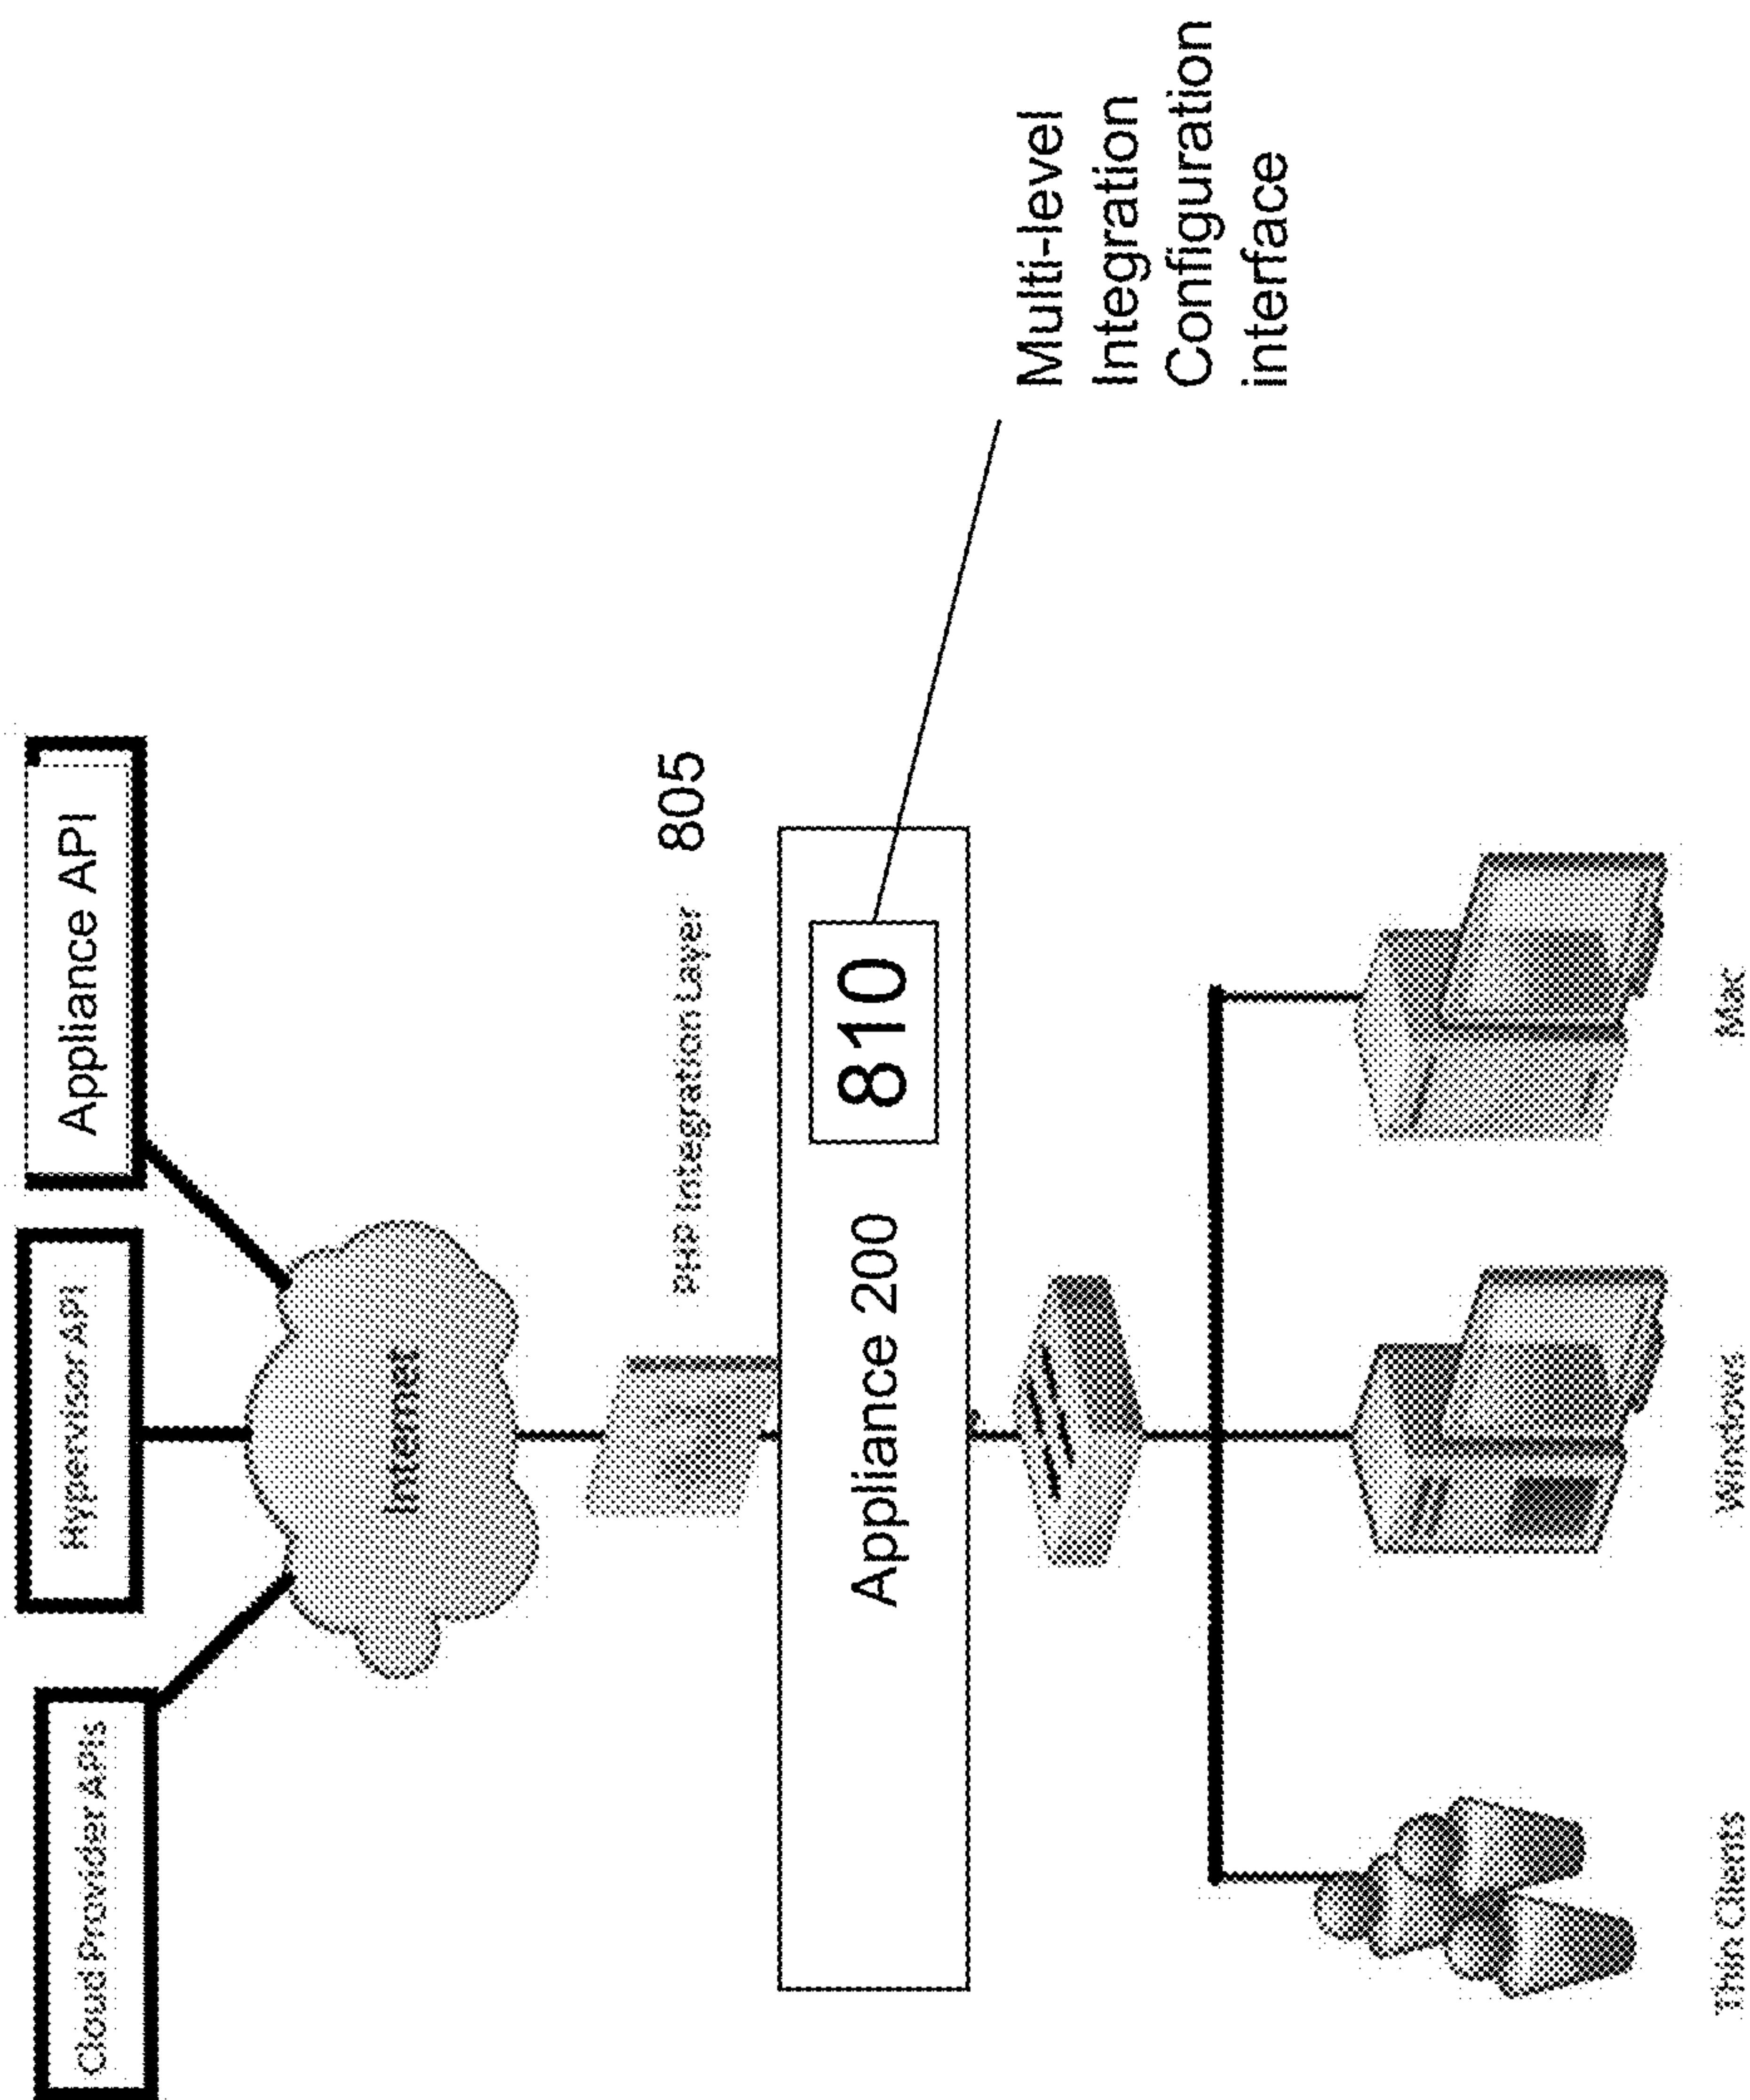 Cloud Provider APIs
Hypervisor API
Appliance API
Internet
PHP Integration Layer
805
Appliance 200
810
Multi-level
Integration
Configuration
interface
Thin Clients
Windows
Mac